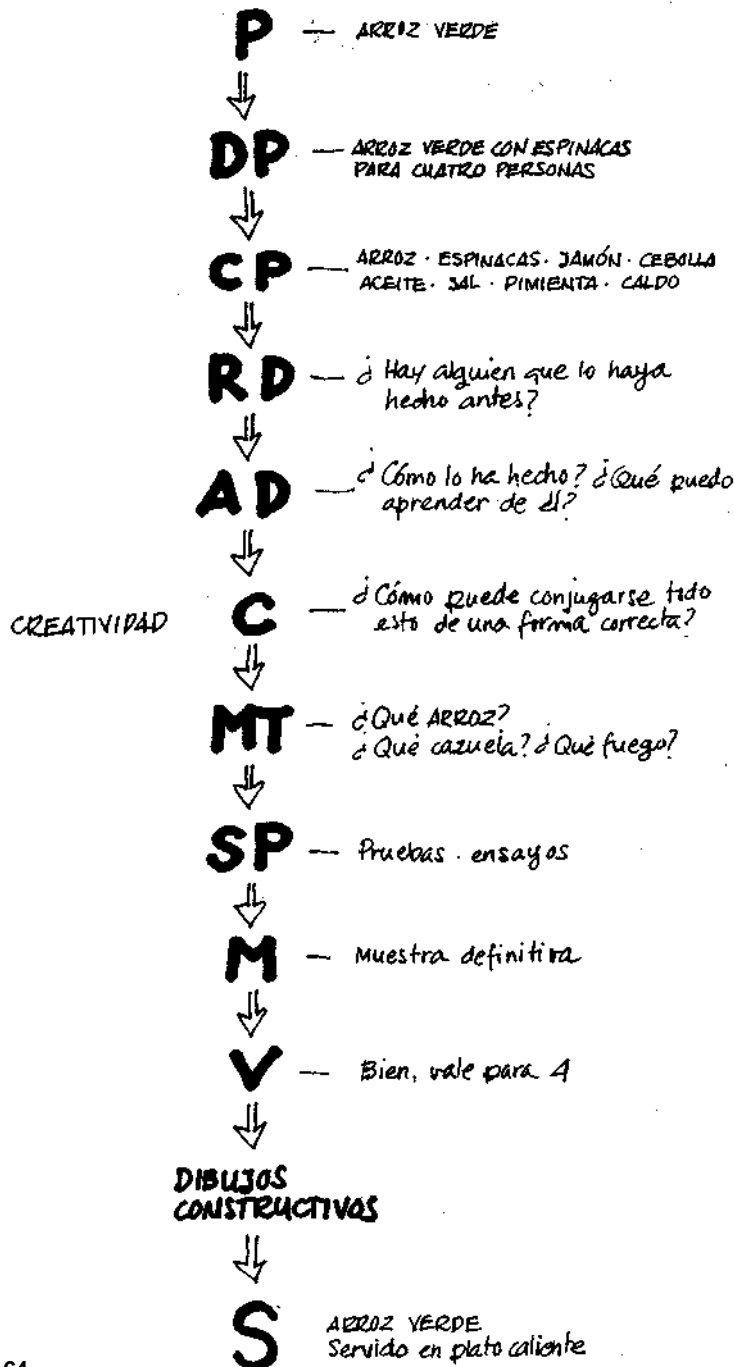 P — ARROZ VERDE
DP — ARROZ VERDE CON ESPINACAS
PARA CUATRO PERSONAS
CP — ARROZ · ESPINACAS · JAMÓN · CEBOLLA
ACEITE · SAL · PIMIENTA · CALDO
RD — ¿Hay alguien que lo haya
hecho antes?
AD — ¿Cómo lo ha hecho? ¿Qué puedo
aprender de él?
CREATIVIDAD C — ¿Cómo puede conjugarse todo
esto de una forma correcta?
MT — ¿Qué ARROZ?
¿Qué cazuela? ¿Qué fuego?
SP — Pruebas · ensayos
M — Muestra definitiva
V — Bien, vale para 4
DIBUJOS
CONSTRUCTIVOS
S ARROZ VERDE
Servido en plato caliente